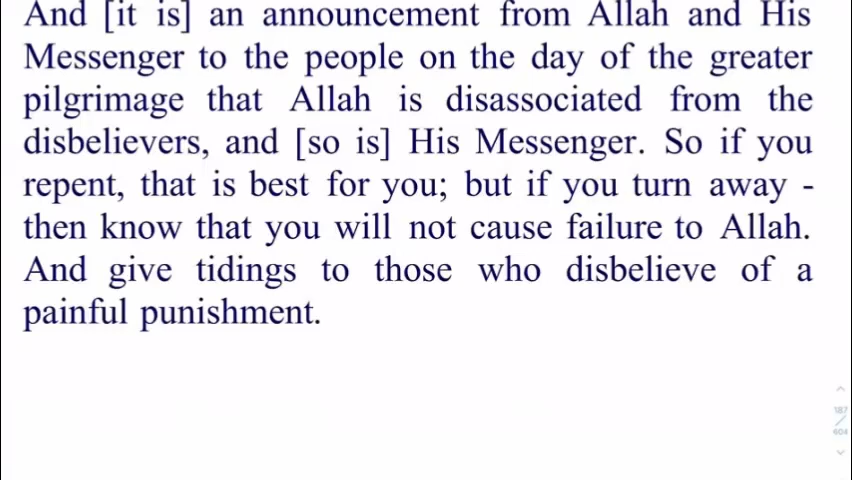 And [it is] an announcement from Allah and His
Messenger to the people on the day of the greater
pilgrimage that Allah is disassociated from the
disbelievers, and [so is] His Messenger. So if you
repent, that is best for you; but if you turn away -
then know that you will not cause failure to Allah.
And give tidings to those who disbelieve of a
painful punishment.
187
/
604